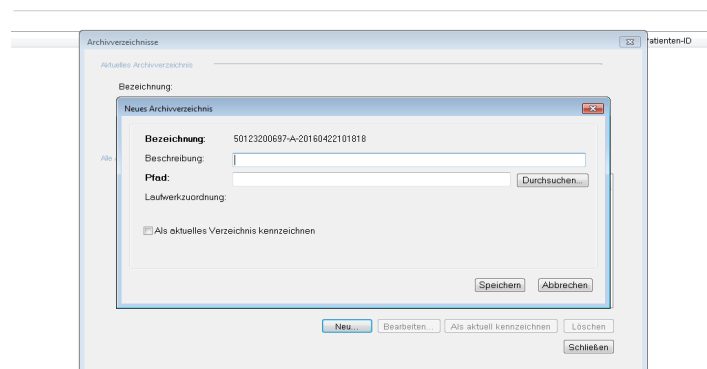 Archivverzeichnisse
Patienten-ID
Aktuelles Archivverzeichnis
Bezeichnung:
Neues Archivverzeichnis
Bezeichnung: 50123200697-A-20160422101818
Beschreibung:
Alle
Pfad: Durchsuchen...
Laufwerkzuordnung:
Als aktuelles Verzeichnis kennzeichnen
Speichern Abbrechen
Neu... Bearbeiten... Als aktuell kennzeichnen Löschen
Schließen